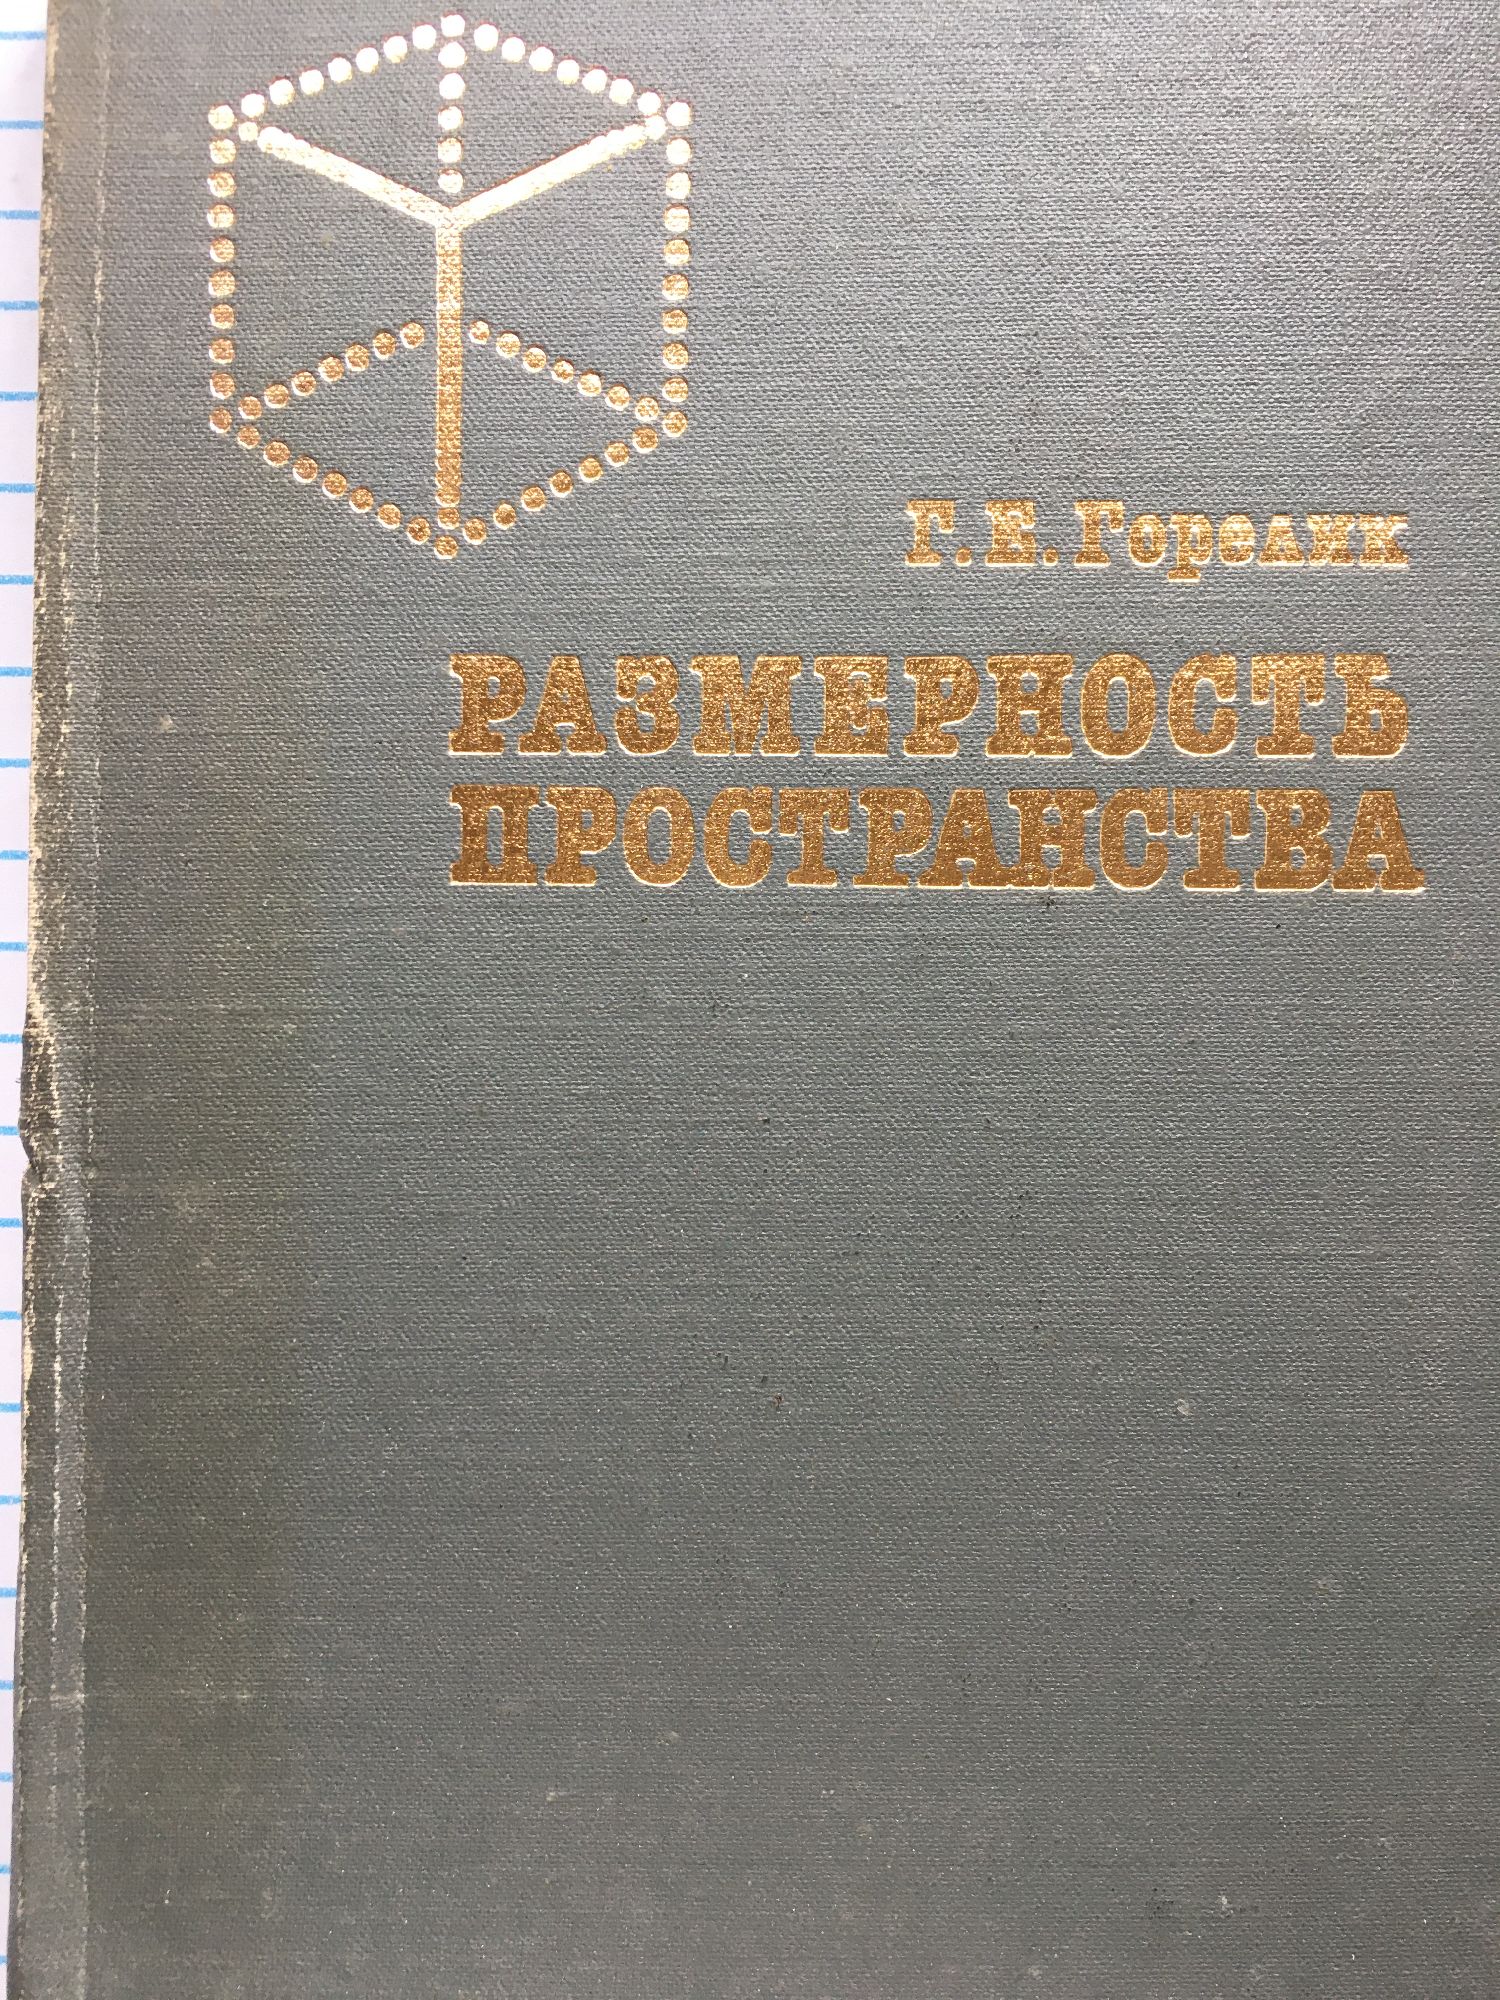 Г. Е. Горелик
РАЗМЕРНОСТЬ
ПРОСТРАНСТВА